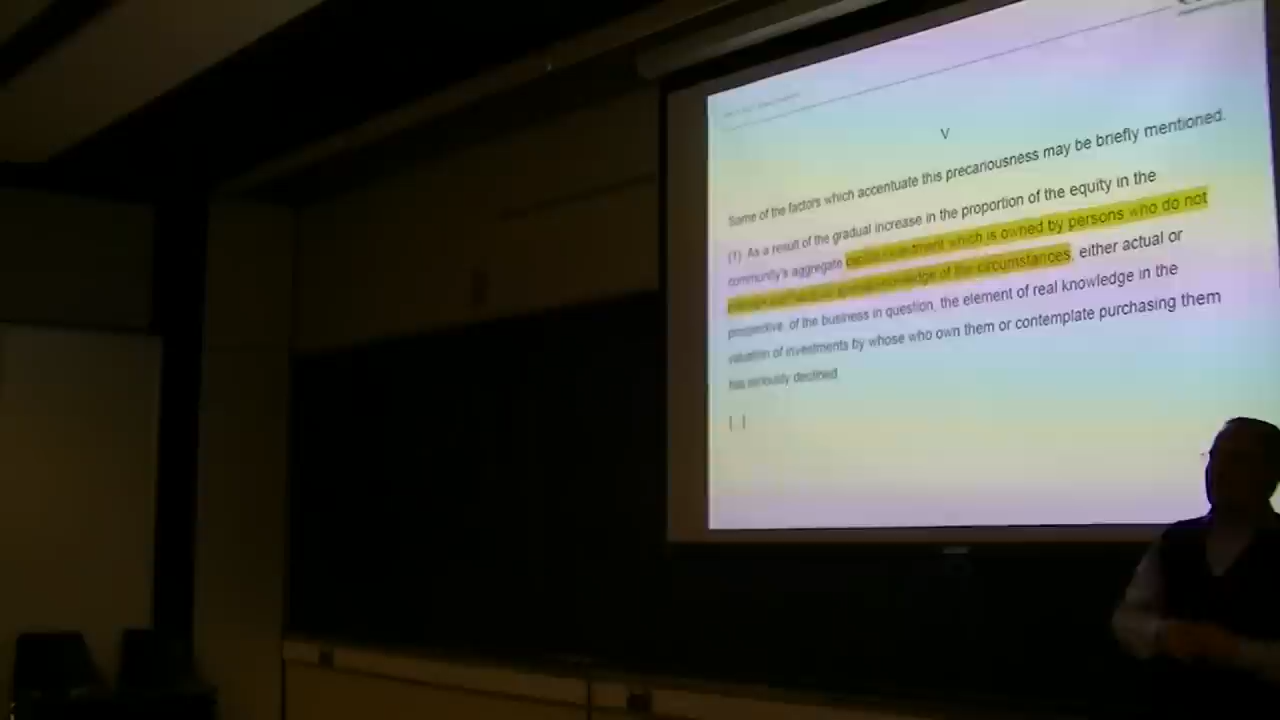 V
Some of the factors which accentuate this precariousness may be briefly mentioned.
(1) As a result of the gradual increase in the proportion of the equity in the
community's aggregate capital investment which is owned by persons who do not
knowledge of the circumstances, either actual or
prospective, of the business in question, the element of real knowledge in the
valuation of investments by whose who own them or contemplate purchasing them
has seriously declined.